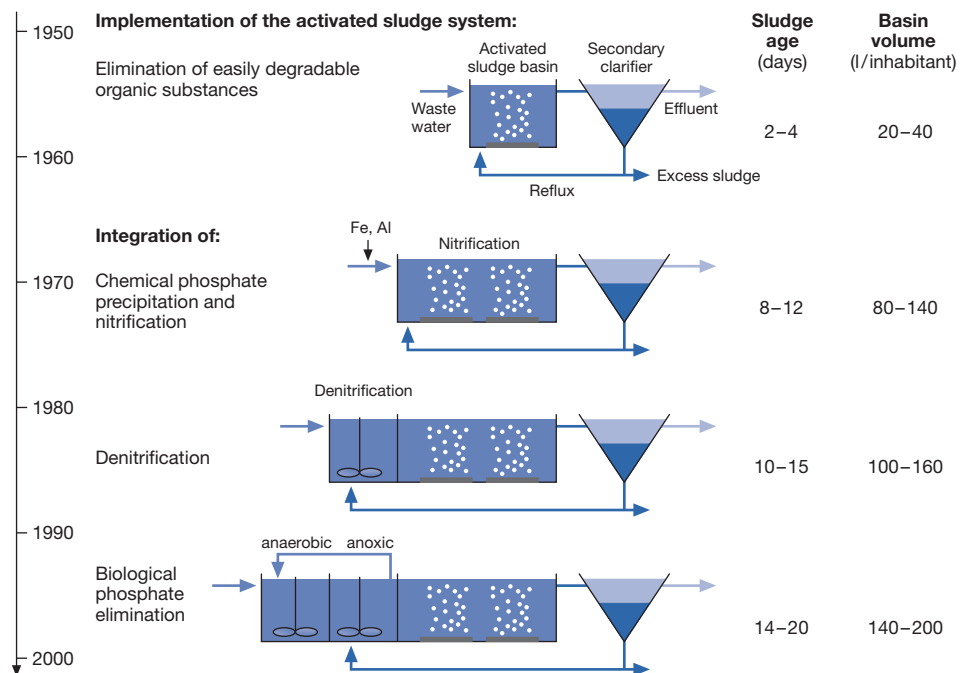 1950
Implementation of the activated sludge system:
Sludge
age
(days)
Basin
volume
(l/inhabitant)
Elimination of easily degradable
organic substances
Activated
sludge basin
Secondary
clarifier
Waste
water
Effluent
2–4
20–40
1960
Reflux
Excess sludge
Integration of:
Fe, Al
Nitrification
1970
Chemical phosphate
precipitation and
nitrification
8–12
80–140
1980
Denitrification
Denitrification
10–15
100–160
1990
anaerobic
anoxic
Biological
phosphate
elimination
14–20
140–200
2000